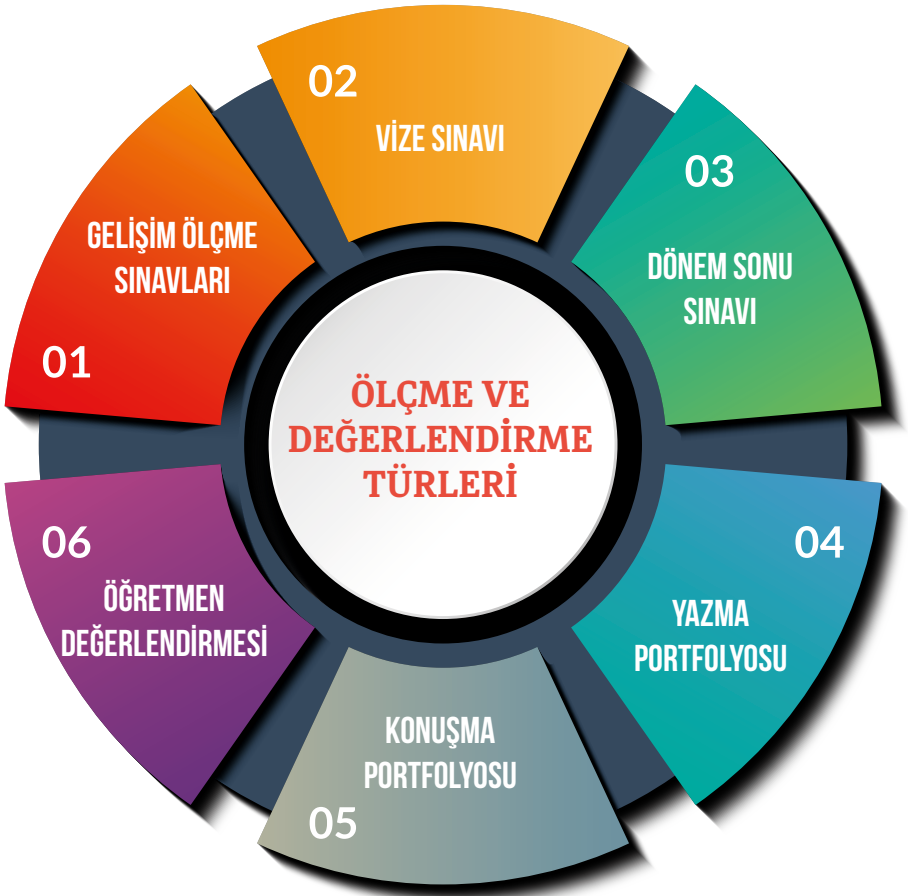 ÖLÇME VE
DEĞERLENDİRME
TÜRLERİ
01
GELİŞİM ÖLÇME
SINAVLARI
02
VİZE SINAVI
03
DÖNEM SONU
SINAVI
04
YAZMA
PORTFOLYOSU
05
KONUŞMA
PORTFOLYOSU
06
ÖĞRETMEN
DEĞERLENDİRMESİ